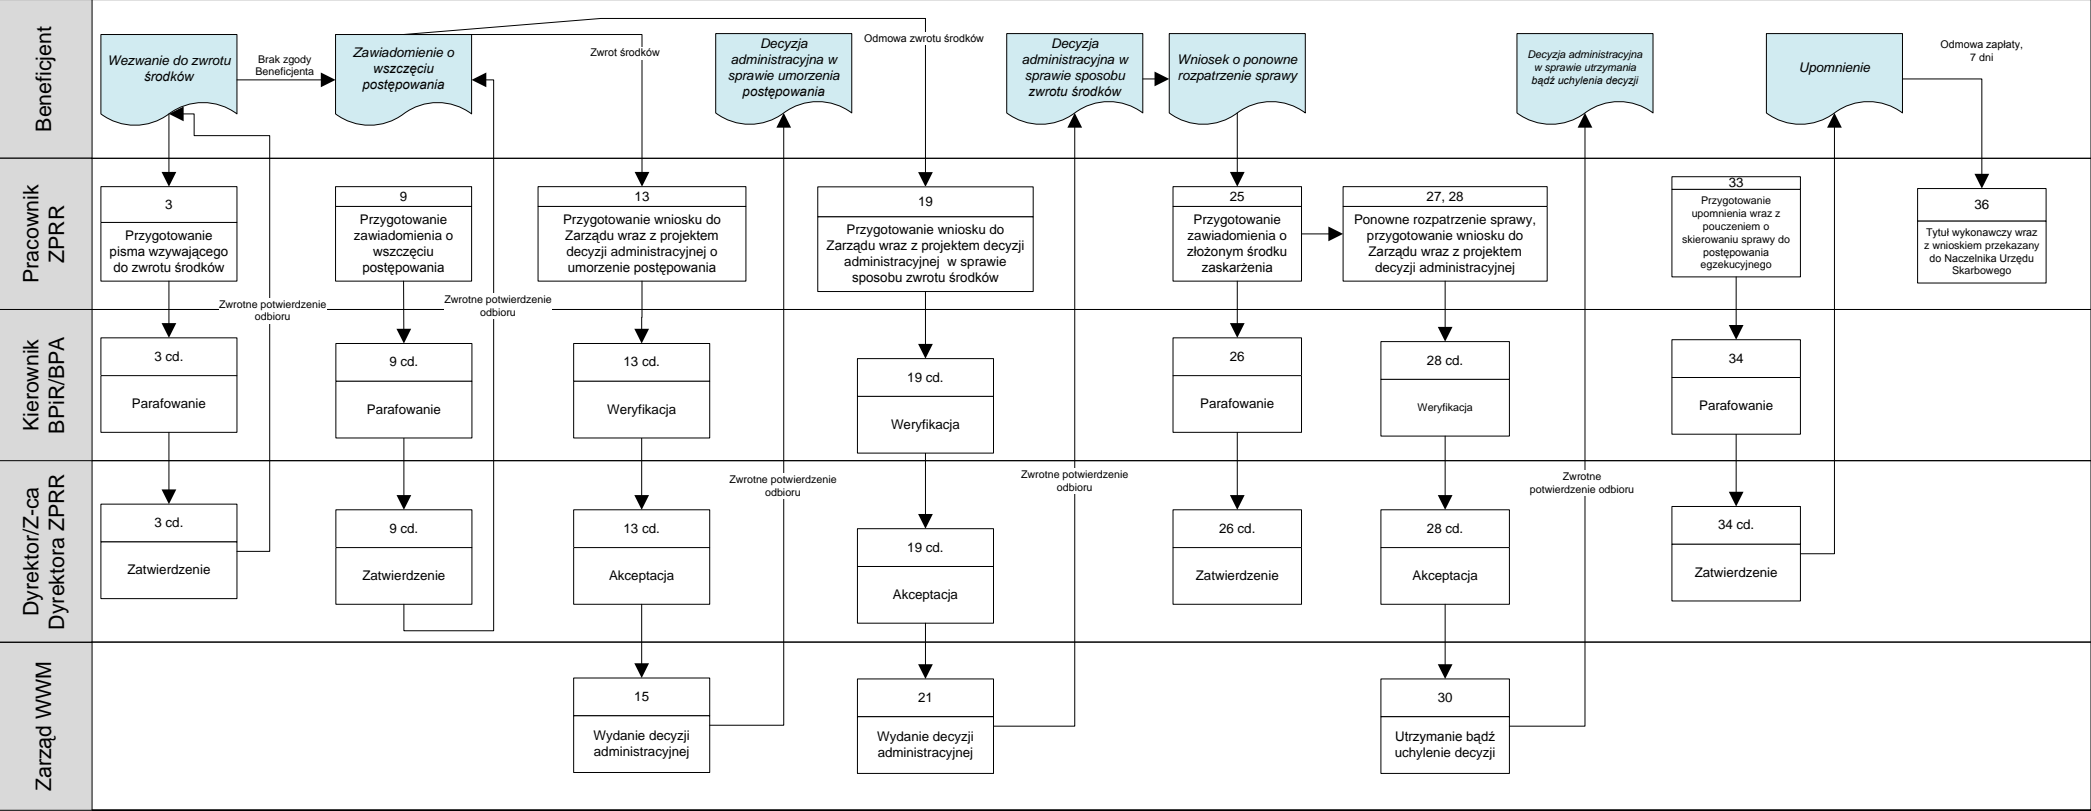 Beneficjent
Wezwanie do zwrotu
środków
Brak zgody
Beneficjenta
Zawiadomienie o
wszczęciu
postępowania
Zwrot środków
Decyzja
administracyjna w
sprawie umorzenia
postępowania
Odmowa zwrotu środków
Decyzja
administracyjna w
sprawie sposobu
zwrotu środków
Wniosek o ponowne
rozpatrzenie sprawy
Decyzja administracyjna
w sprawie utrzymania
bądź uchylenia decyzji
Upomnienie
Odmowa zapłaty,
7 dni
Pracownik
ZPRR
3
Przygotowanie
pisma wzywającego
do zwrotu środków
9
Przygotowanie
zawiadomienia o
wszczęciu
postępowania
13
Przygotowanie wniosku do
Zarządu wraz z projektem
decyzji administracyjnej o
umorzenie postępowania
19
Przygotowanie wniosku do
Zarządu wraz z projektem decyzji
administracyjnej w sprawie
sposobu zwrotu środków
25
Przygotowanie
zawiadomienia o
złożonym środku
zaskarżenia
27, 28
Ponowne rozpatrzenie sprawy,
przygotowanie wniosku do
Zarządu wraz z projektem
decyzji administracyjnej
33
Przygotowanie
upomnienia wraz z
pouczeniem o
skierowaniu sprawy do
postępowania
egzekucyjnego
36
Tytuł wykonawczy wraz
z wnioskiem przekazany
do Naczelnika Urzędu
Skarbowego
Zwrotne potwierdzenie
odbioru
Zwrotne potwierdzenie
odbioru
Kierownik
BPiR/BPA
3 cd.
Parafowanie
9 cd.
Parafowanie
13 cd.
Weryfikacja
19 cd.
Weryfikacja
26
Parafowanie
28 cd.
Weryfikacja
34
Parafowanie
Dyrektor/Z-ca
Dyrektora ZPRR
3 cd.
Zatwierdzenie
9 cd.
Zatwierdzenie
13 cd.
Akceptacja
Zwrotne potwierdzenie
odbioru
19 cd.
Akceptacja
Zwrotne potwierdzenie
odbioru
26 cd.
Zatwierdzenie
28 cd.
Akceptacja
Zwrotne
potwierdzenie odbioru
34 cd.
Zatwierdzenie
Zarząd WWM
15
Wydanie decyzji
administracyjnej
21
Wydanie decyzji
administracyjnej
30
Utrzymanie bądź
uchylenie decyzji